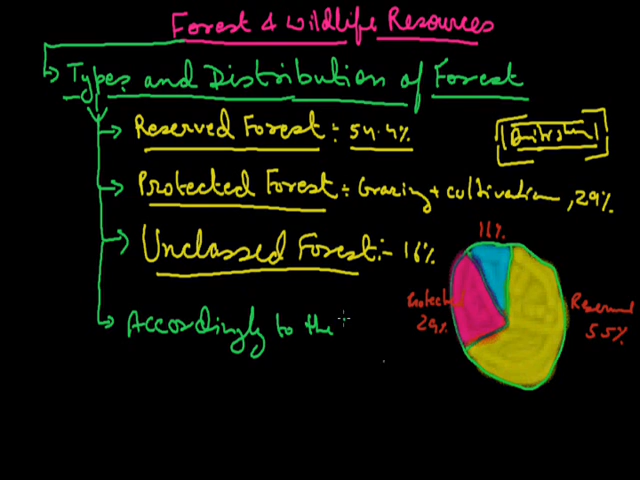 Forest & Wildlife Resources
Types and Distribution of Forest
Reserved Forest :- 54.4%
Protected Forest :- Grazing + cultivation, 29%
Unclassed Forest :- 16%
16%
Protected
29%
Reserved
55%
Accordingly to the